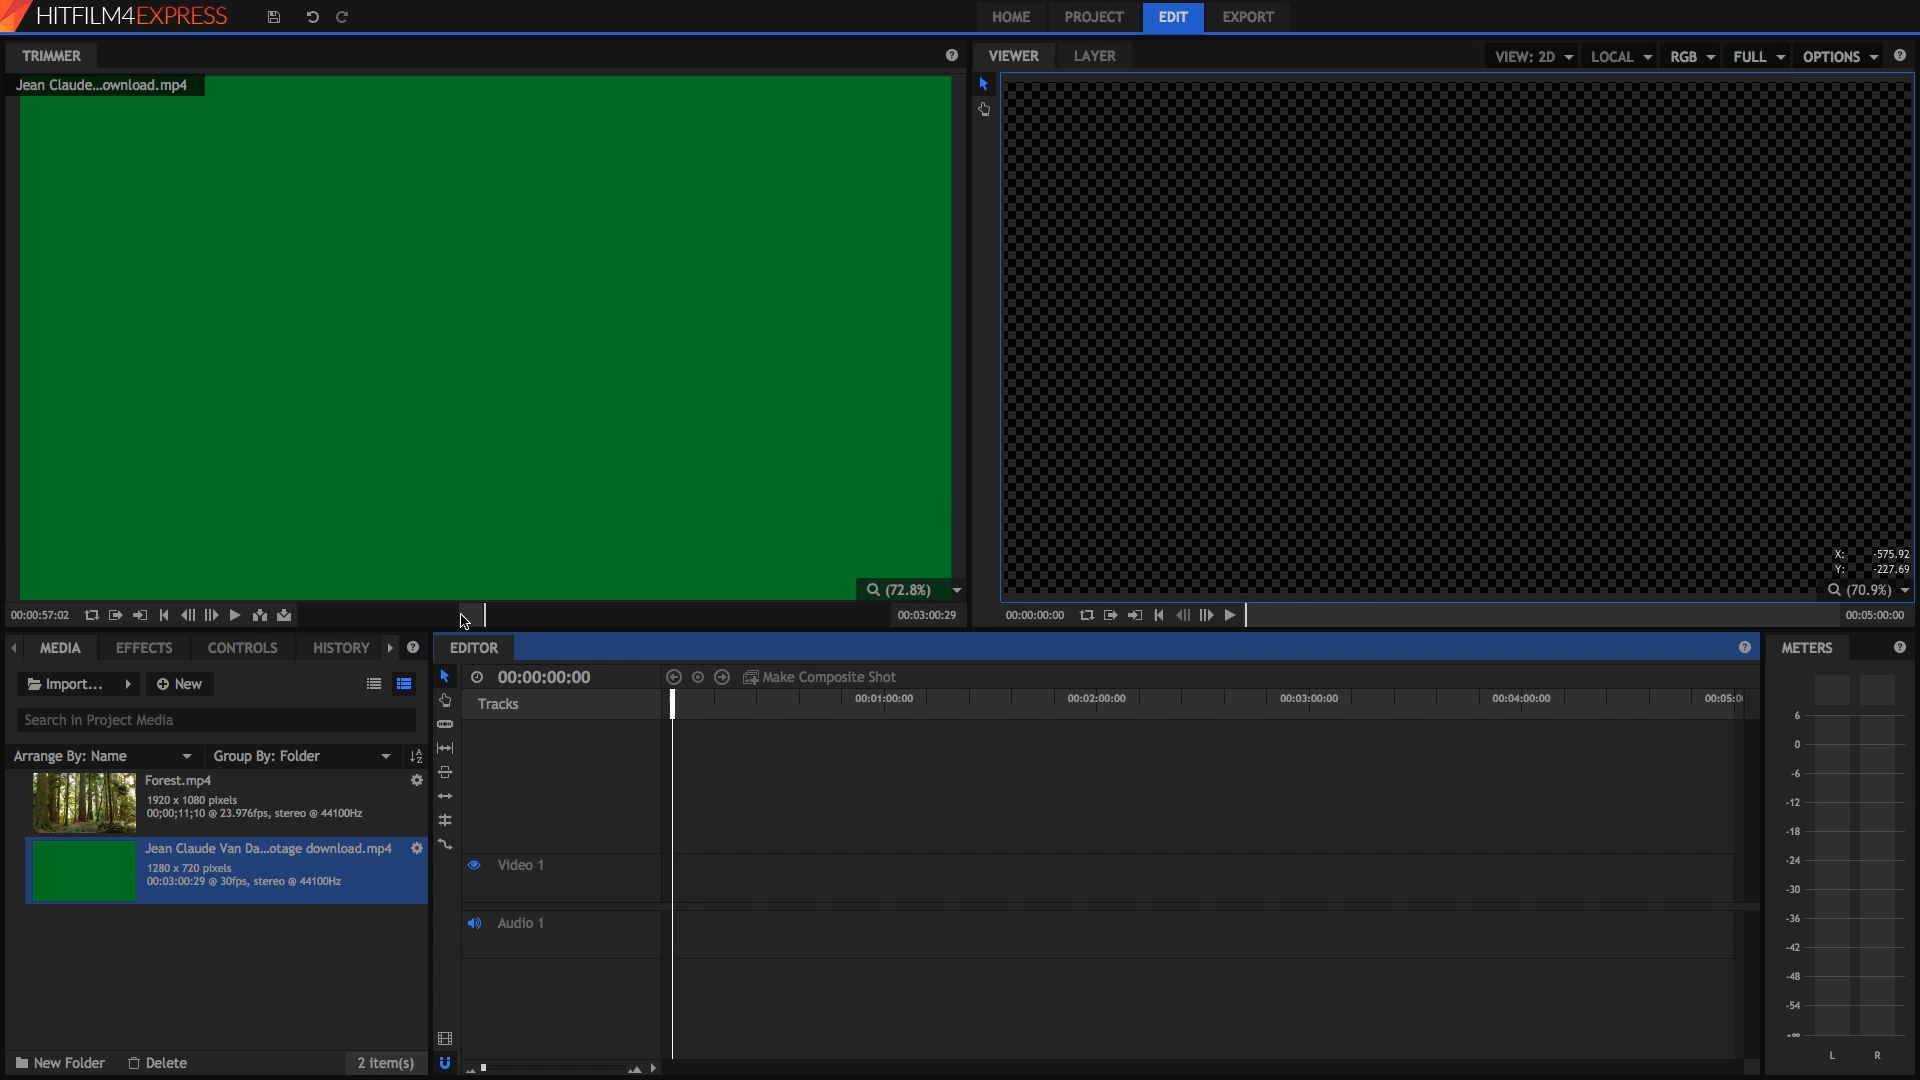 HITFILM4EXPRESS
HOME PROJECT EDIT EXPORT
TRIMMER
Jean Claude...ownload.mp4
(72.8%)
00:00:57:02
00:03:00:29
VIEWER LAYER
VIEW: 2D LOCAL RGB FULL OPTIONS
X: -575.92
Y: -227.69
(70.9%)
00:00:00:00
00:05:00:00
MEDIA EFFECTS CONTROLS HISTORY
Import... New
Search in Project Media
Arrange By: Name Group By: Folder
Forest.mp4
1920 x 1080 pixels
00;00;11;10 @ 23.976fps, stereo @ 44100Hz
Jean Claude Van Da...otage download.mp4
1280 x 720 pixels
00:03:00:29 @ 30fps, stereo @ 44100Hz
New Folder Delete 2 item(s)
EDITOR
00:00:00:00 Make Composite Shot
Tracks
00:01:00:00 00:02:00:00 00:03:00:00 00:04:00:00 00:05:0
Video 1
Audio 1
METERS
6
0
-6
-12
-18
-24
-30
-36
-42
-48
-54
-∞
L R